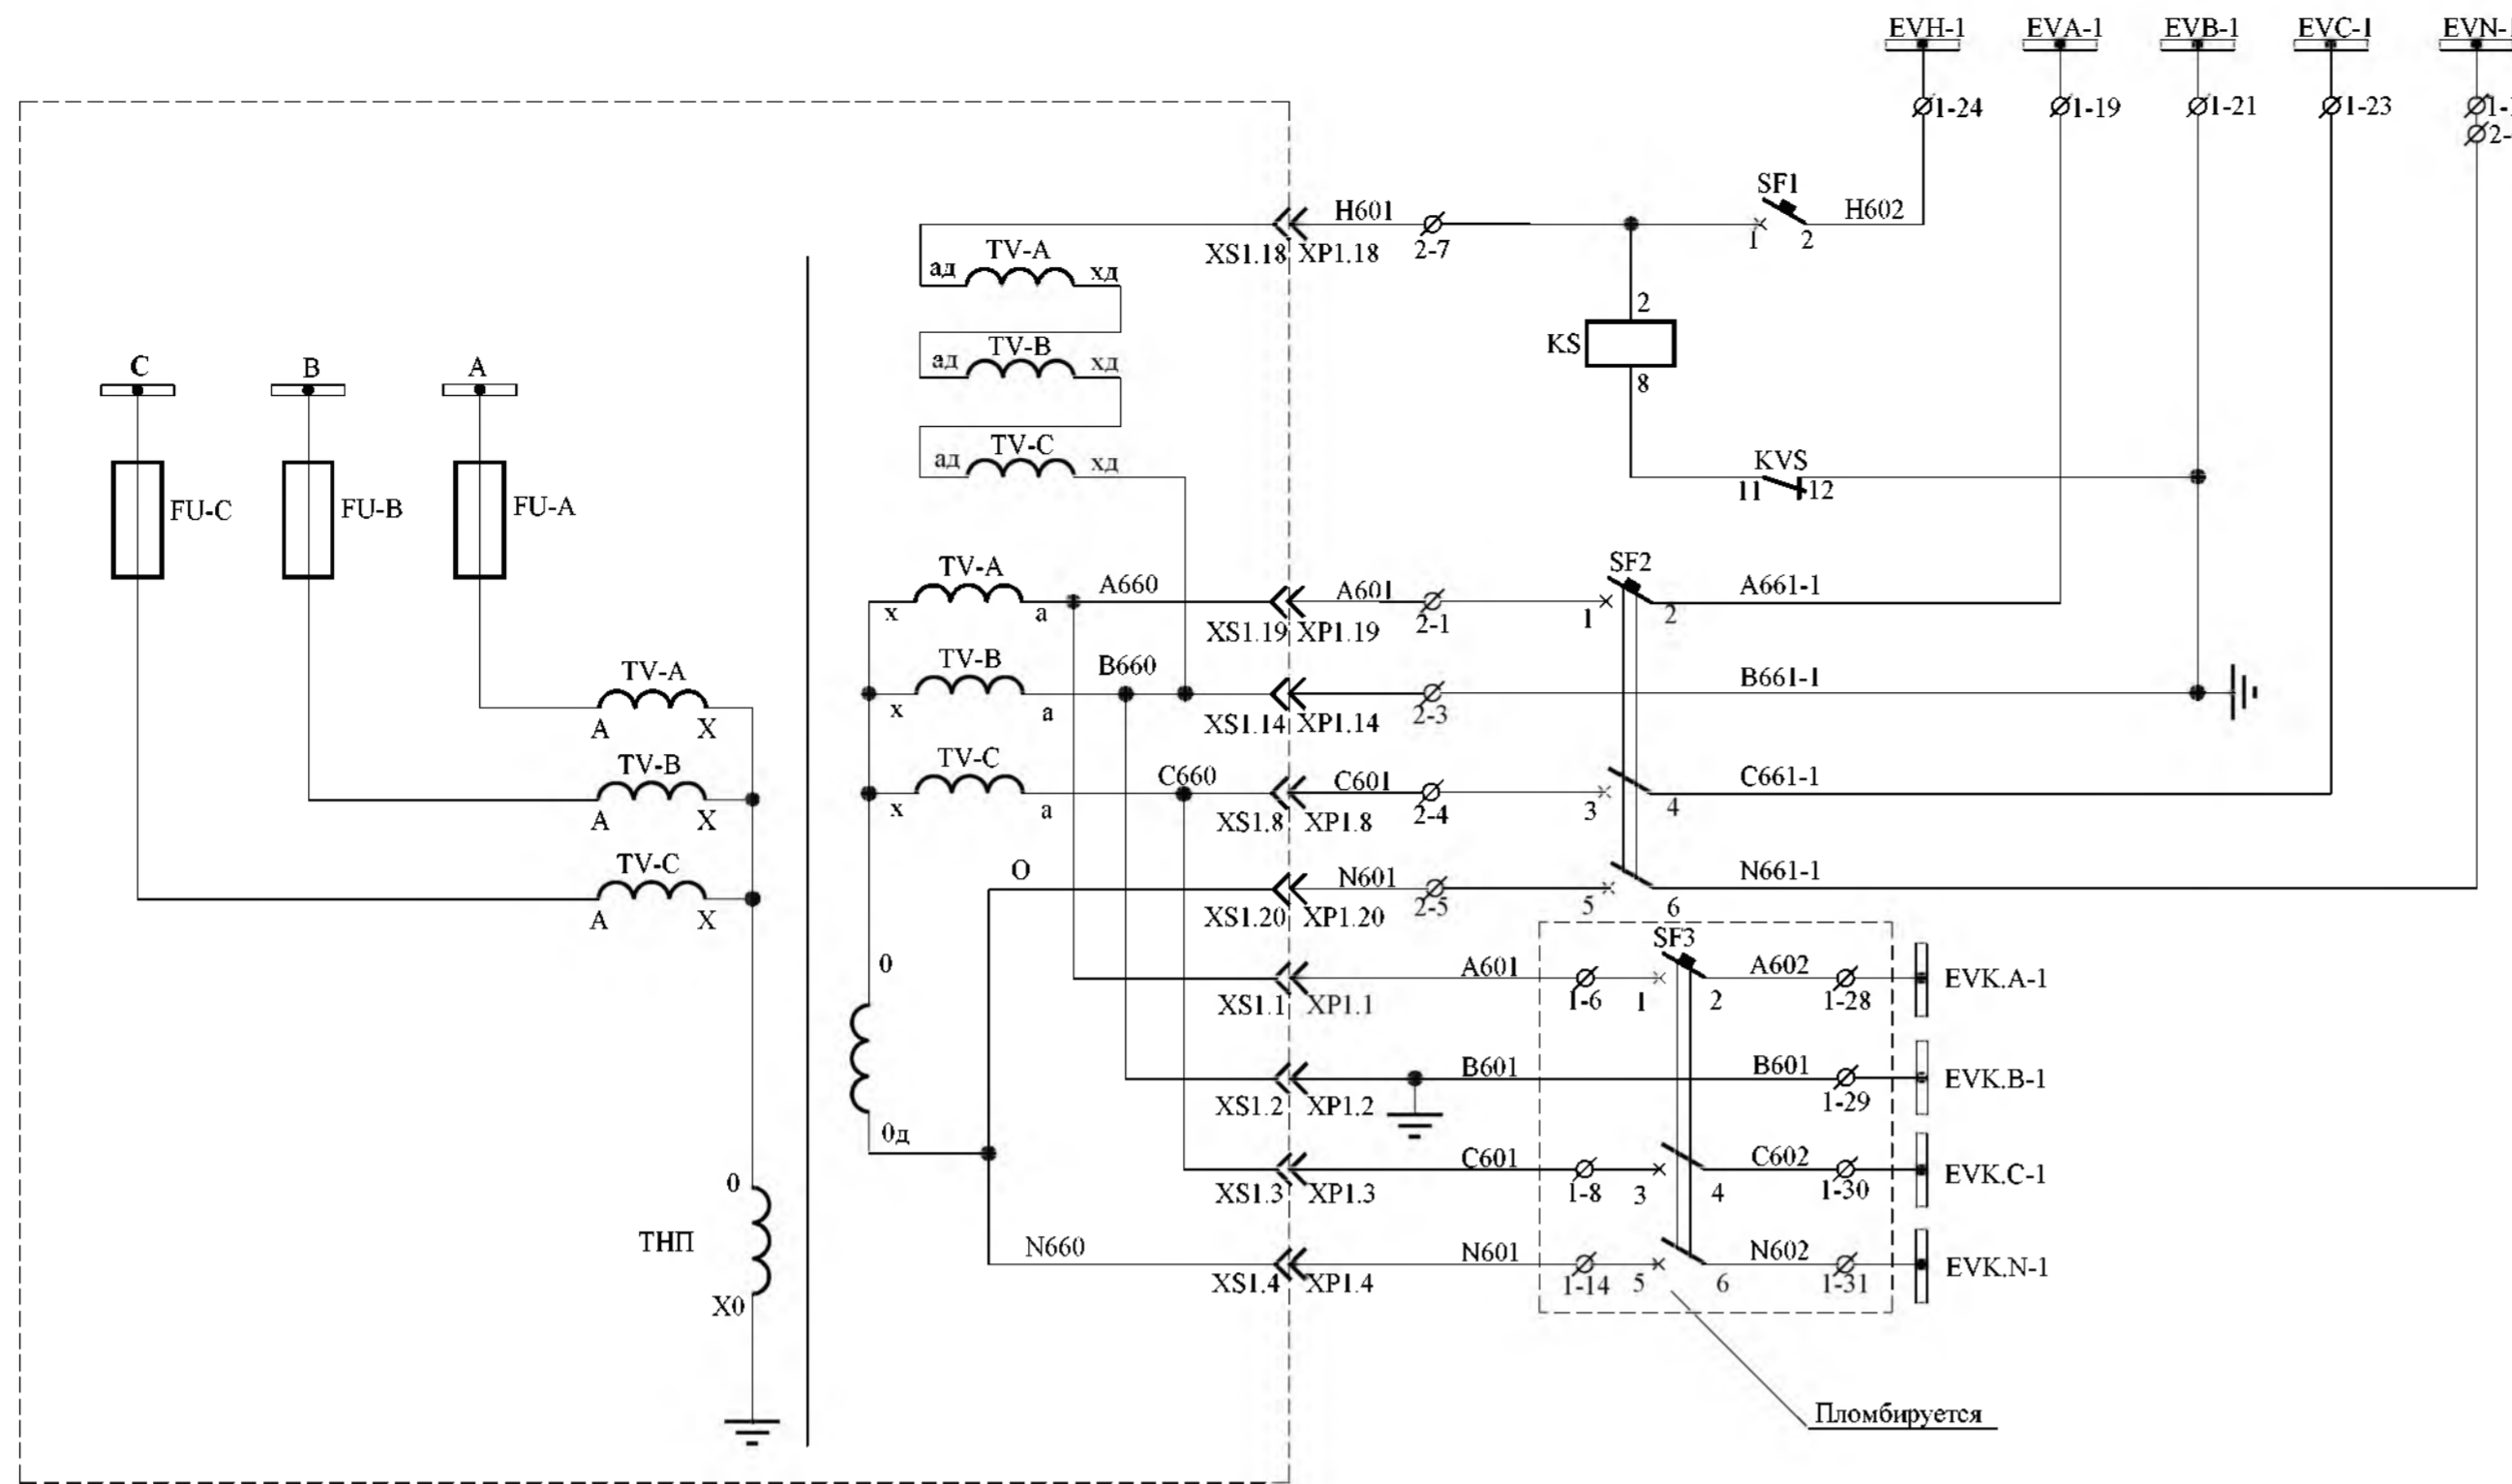 EVH-1 EVA-1 EVB-1 EVC-1 EVN-
1-24 1-19 1-21 1-23 1-
2-
SF1
H601 H602
XS1.18 XP1.18 2-7 1 2
ад TV-A хд
2
KS
8
ад TV-B хд
C B A
ад TV-C хд
KVS
11 12
FU-C FU-B FU-A
SF2
TV-A A660 A601 A661-1
x a XS1.19 XP1.19 2-1 1 2
TV-B B660 B661-1
x a XS1.14 XP1.14 2-3
TV-A
A X
TV-C C660 C601 C661-1
x a XS1.8 XP1.8 2-4 3 4
TV-B
A X
O N601 N661-1
XS1.20 XP1.20 2-5 5 6
TV-C
A X
SF3
0 A601 A602 EVK.A-1
XS1.1 XP1.1 1-6 1 2 1-28
B601 B601 EVK.B-1
XS1.2 XP1.2 1-29
0д
C601 C602 EVK.C-1
XS1.3 XP1.3 1-8 3 4 1-30
0
ТНП
X0
N660 N601 N602 EVK.N-1
XS1.4 XP1.4 1-14 5 6 1-31
Пломбируется